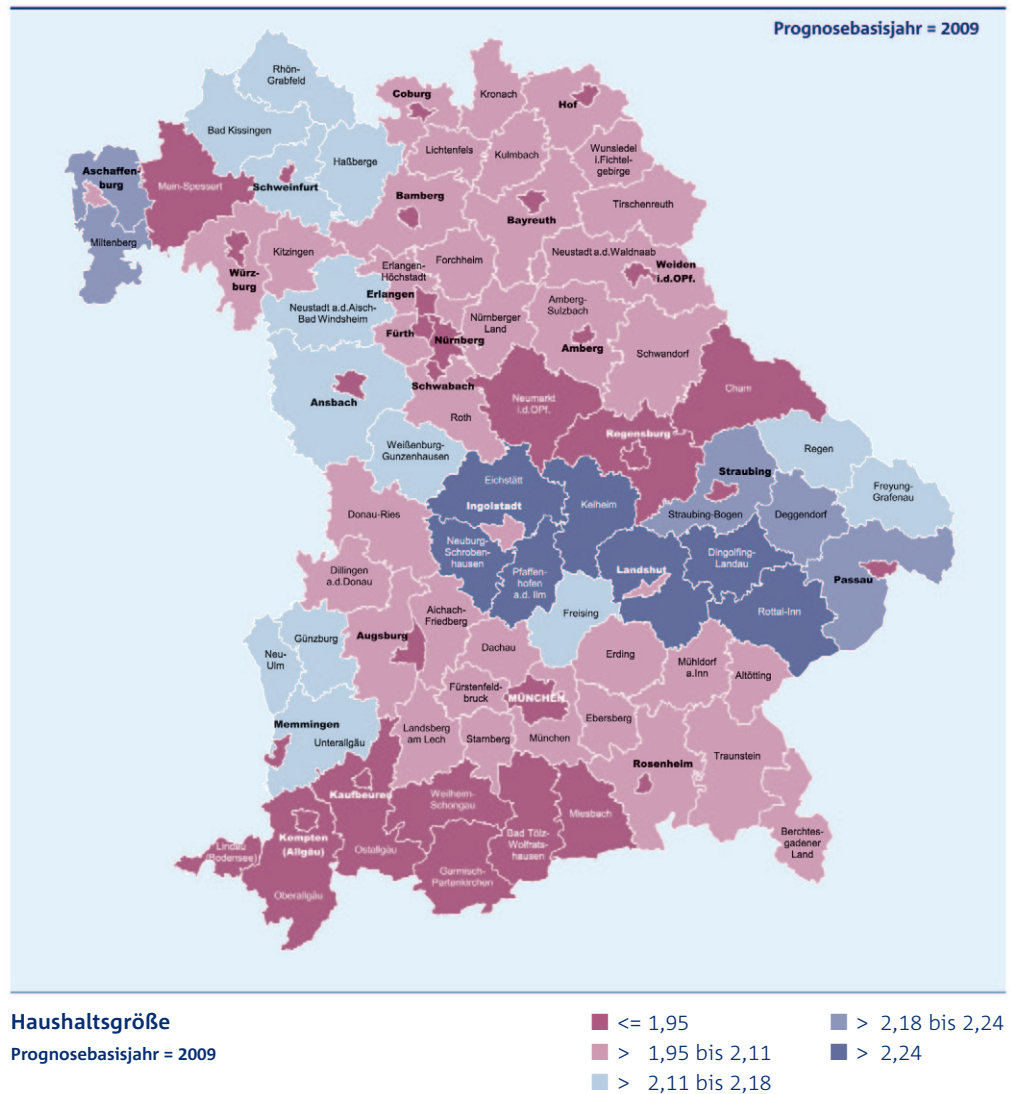 Prognosebasisjahr = 2009
Rhön-
Grabfeld
Coburg
Kronach
Hof
Bad Kissingen
Lichtenfels
Kulmbach
Wunsiedel
i.Fichtel-
gebirge
Haßberge
Aschaffen-
burg
Main-Spessart
Schweinfurt
Bamberg
Bayreuth
Tirschenreuth
Miltenberg
Kitzingen
Würz-
burg
Erlangen-
Höchstadt
Forchheim
Neustadt a.d.Waldnaab
Weiden
i.d.OPf.
Neustadt a.d.Aisch-
Bad Windsheim
Erlangen
Fürth
Nürnberg
Nürnberger
Land
Amberg-
Sulzbach
Amberg
Schwandorf
Ansbach
Schwabach
Roth
Neumarkt
i.d.OPf.
Cham
Regensburg
Weißenburg-
Gunzenhausen
Regen
Straubing
Freyung-
Grafenau
Eichstätt
Ingolstadt
Kelheim
Straubing-Bogen
Deggendorf
Donau-Ries
Neuburg-
Schroben-
hausen
Pfaffen-
hofen
a.d. Ilm
Landshut
Dingolfing-
Landau
Passau
Dillingen
a.d.Donau
Aichach-
Friedberg
Freising
Rottal-Inn
Günzburg
Neu-
Ulm
Augsburg
Dachau
Erding
Mühldorf
a.Inn
Altötting
Fürstenfeld-
bruck
MÜNCHEN
Ebersberg
Memmingen
Unterallgäu
Landsberg
am Lech
Starnberg
München
Rosenheim
Traunstein
Kaufbeuren
Weilheim-
Schongau
Miesbach
Bad Tölz-
Wolfrats-
hausen
Berchtes-
gadener
Land
Kempten
(Allgäu)
Lindau
(Bodensee)
Ostallgäu
Garmisch-
Partenkirchen
Oberallgäu
Haushaltsgröße
Prognosebasisjahr = 2009
<= 1,95
> 1,95 bis 2,11
> 2,11 bis 2,18
> 2,18 bis 2,24
> 2,24